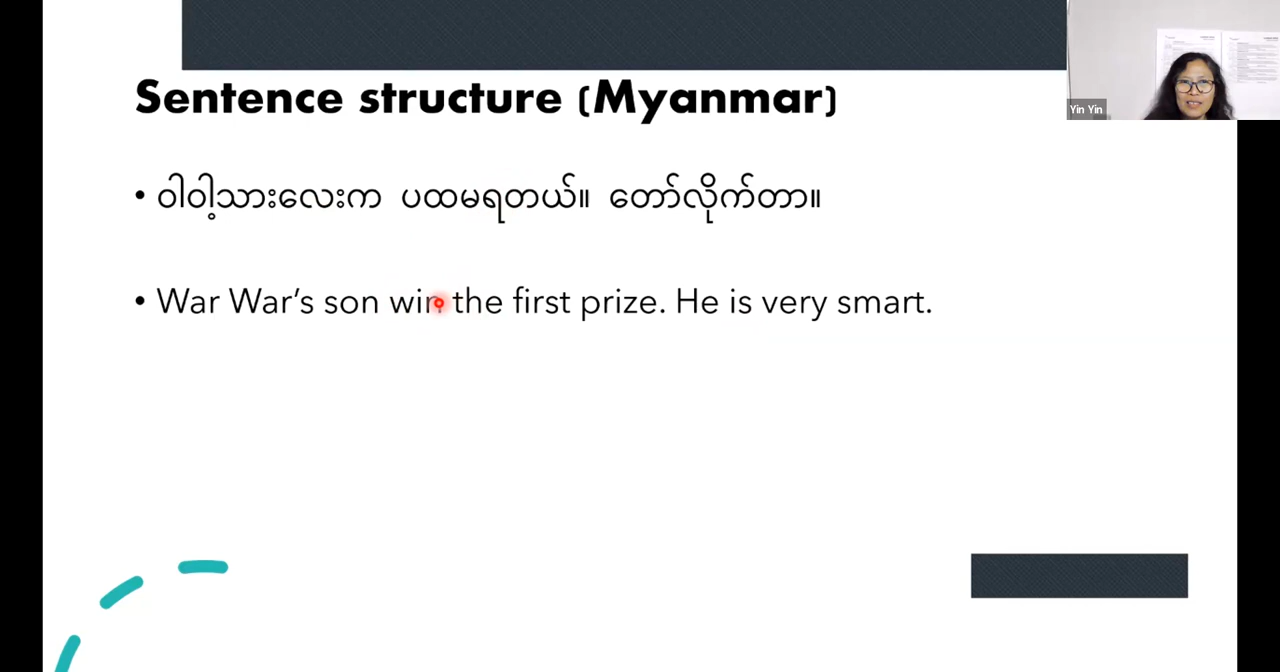 Sentence structure (Myanmar)
• ဝါဝါ့သားလေးက ပထမရတယ်။ တော်လိုက်တာ။
• War War's son win the first prize. He is very smart.
Yin Yin